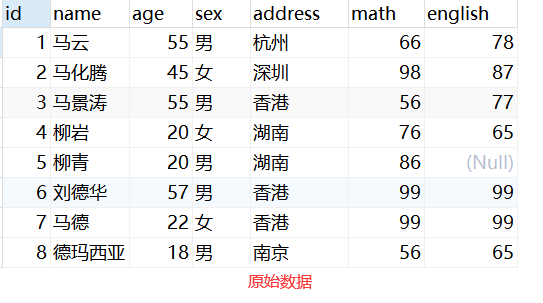 id name age sex address math english
1 马云 55 男 杭州 66 78
2 马化腾 45 女 深圳 98 87
3 马景涛 55 男 香港 56 77
4 柳岩 20 女 湖南 76 65
5 柳青 20 男 湖南 86 (Null)
6 刘德华 57 男 香港 99 99
7 马德 22 女 香港 99 99
8 德玛西亚 18 男 南京 56 65
原始数据